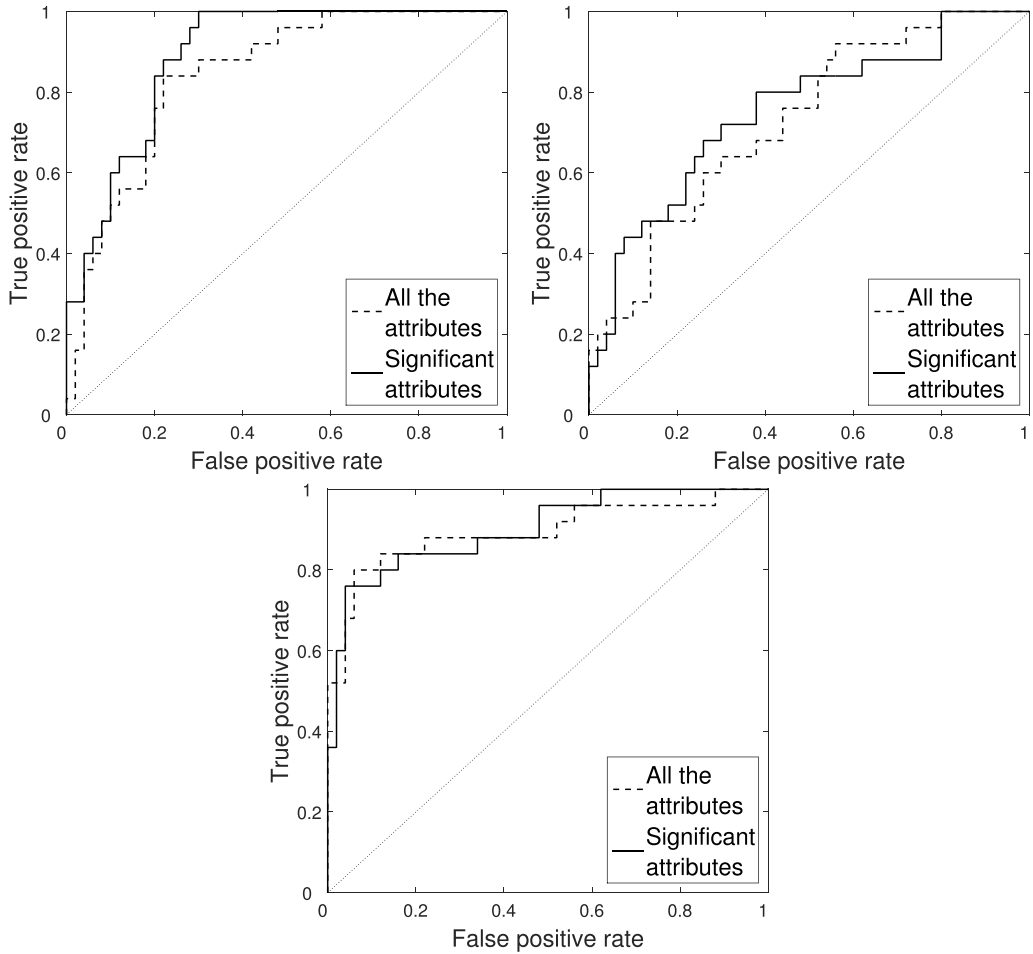 1
0.8
0.6
0.4
0.2
0
True positive rate
0
0.2
0.4
0.6
0.8
1
False positive rate
All the
attributes
Significant
attributes
1
0.8
0.6
0.4
0.2
0
True positive rate
0
0.2
0.4
0.6
0.8
1
False positive rate
All the
attributes
Significant
attributes
1
0.8
0.6
0.4
0.2
0
True positive rate
0
0.2
0.4
0.6
0.8
1
False positive rate
All the
attributes
Significant
attributes